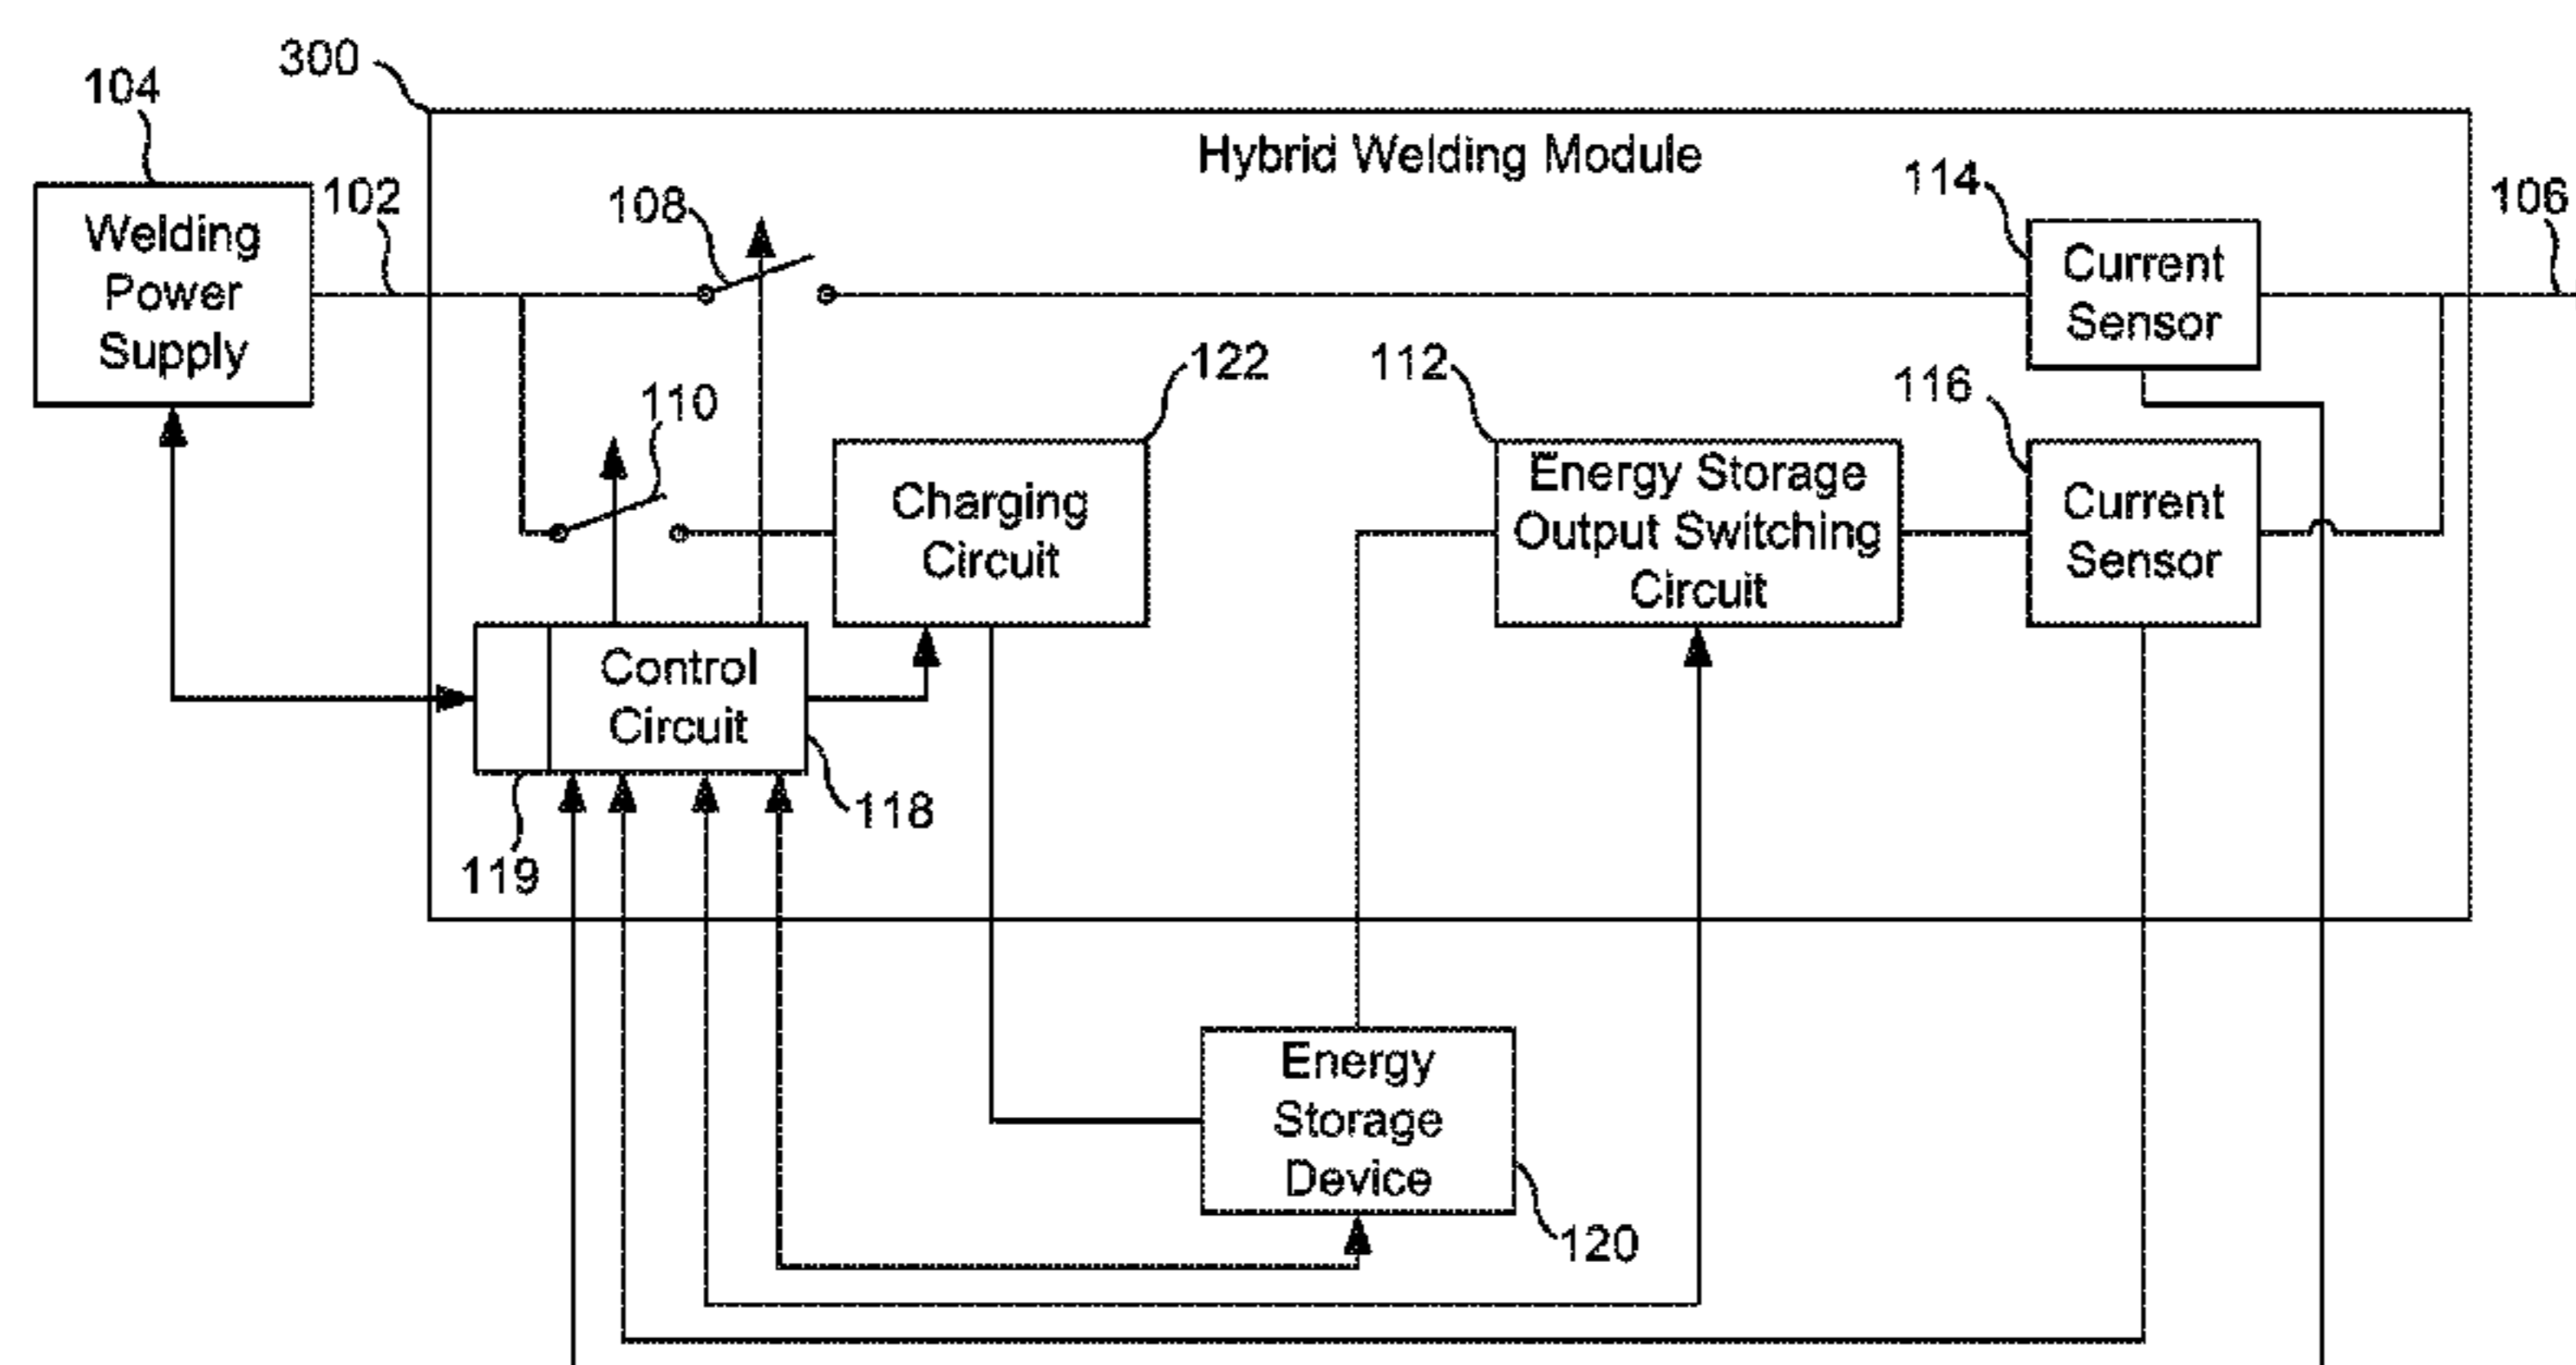 300
104
Hybrid Welding Module
114
106
102
108
Welding
Power
Supply
Current
Sensor
122
112
116
110
Charging
Circuit
Energy Storage
Output Switching
Circuit
Current
Sensor
Control
Circuit
118
119
Energy
Storage
Device
120